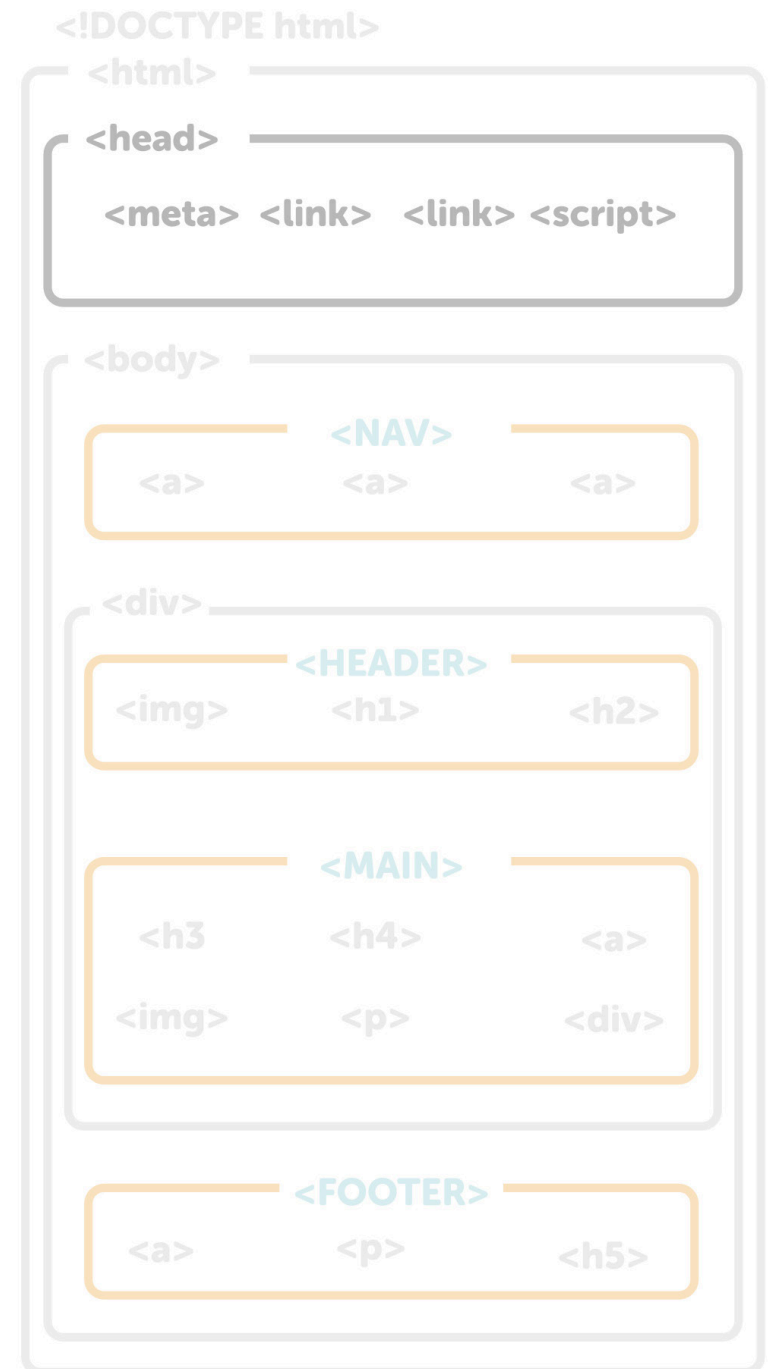 <!DOCTYPE html>
<html>
<head>
<meta> <link> <link> <script>
<body>
<NAV>
<a> <a> <a>
<div>
<HEADER>
<img> <h1> <h2>
<MAIN>
<h3 <h4> <a>
<img> <p> <div>
<FOOTER>
<a> <p> <h5>